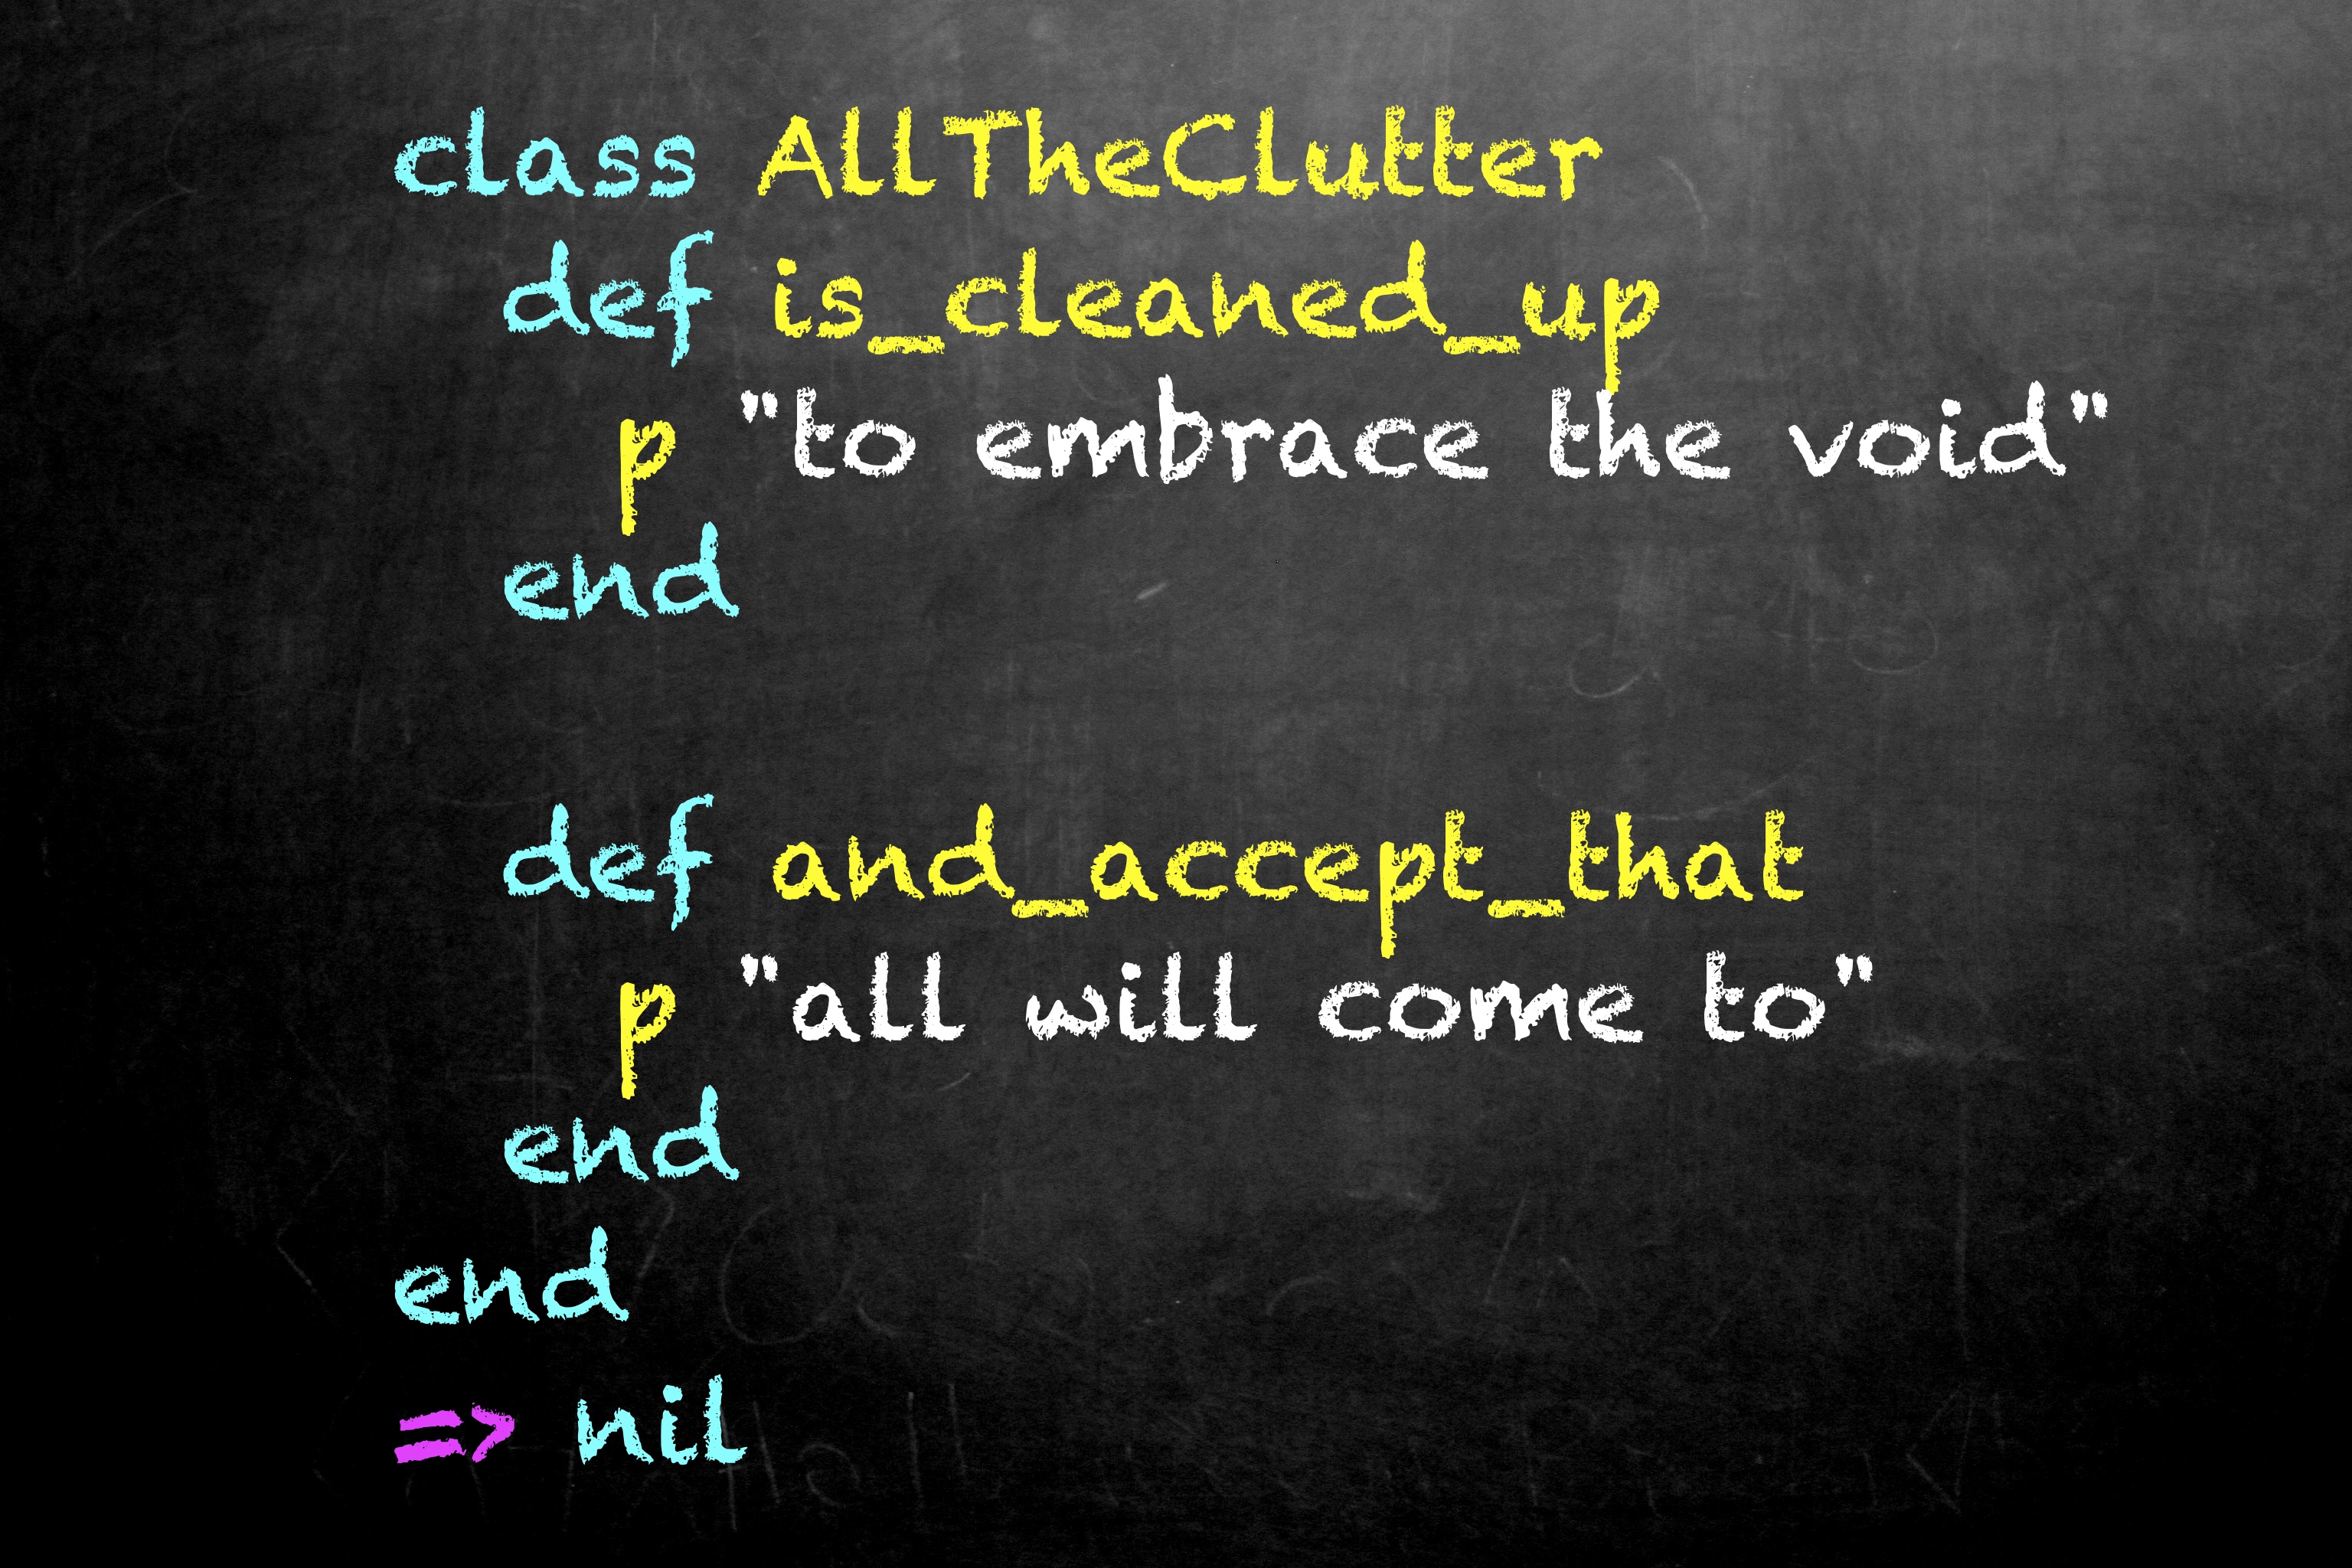 class AllTheClutter
def is_cleaned_up
p "to embrace the void"
end
def and_accept_that
p "all will come to"
end
end
=> nil